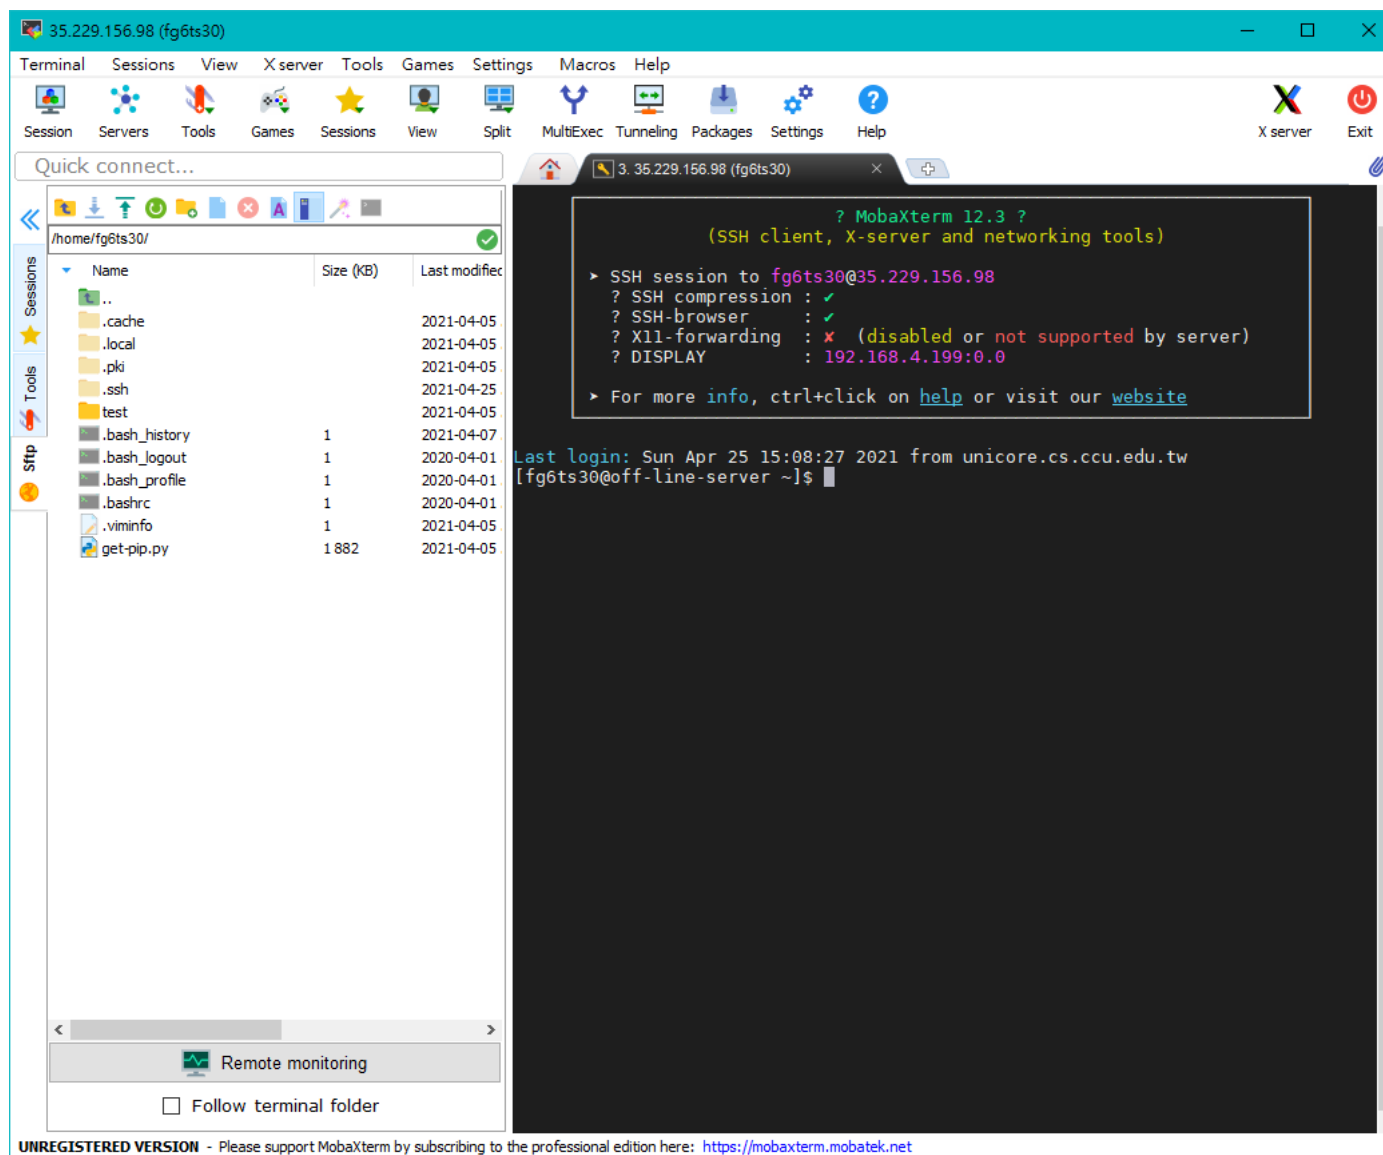 35.229.156.98 (fg6ts30)
Terminal Sessions View X server Tools Games Settings Macros Help
Session Servers Tools Games Sessions View Split MultiExec Tunneling Packages Settings Help X server Exit
Quick connect...
3. 35.229.156.98 (fg6ts30)
/home/fg6ts30/
Name Size (KB) Last modified
..
.cache 2021-04-05
.local 2021-04-05
.pki 2021-04-05
.ssh 2021-04-25
test 2021-04-05
.bash_history 1 2021-04-07
.bash_logout 1 2020-04-01
.bash_profile 1 2020-04-01
.bashrc 1 2020-04-01
.viminfo 1 2021-04-05
get-pip.py 1 882 2021-04-05
Sessions
Tools
Sftp
Remote monitoring
Follow terminal folder
? MobaXterm 12.3 ?
(SSH client, X-server and networking tools)
➤ SSH session to fg6ts30@35.229.156.98
? SSH compression : ✔
? SSH-browser : ✔
? X11-forwarding : ✘ (disabled or not supported by server)
? DISPLAY : 192.168.4.199:0.0
➤ For more info, ctrl+click on help or visit our website
Last login: Sun Apr 25 15:08:27 2021 from unicore.cs.ccu.edu.tw
[fg6ts30@off-line-server ~]$
UNREGISTERED VERSION - Please support MobaXterm by subscribing to the professional edition here: https://mobaxterm.mobatek.net